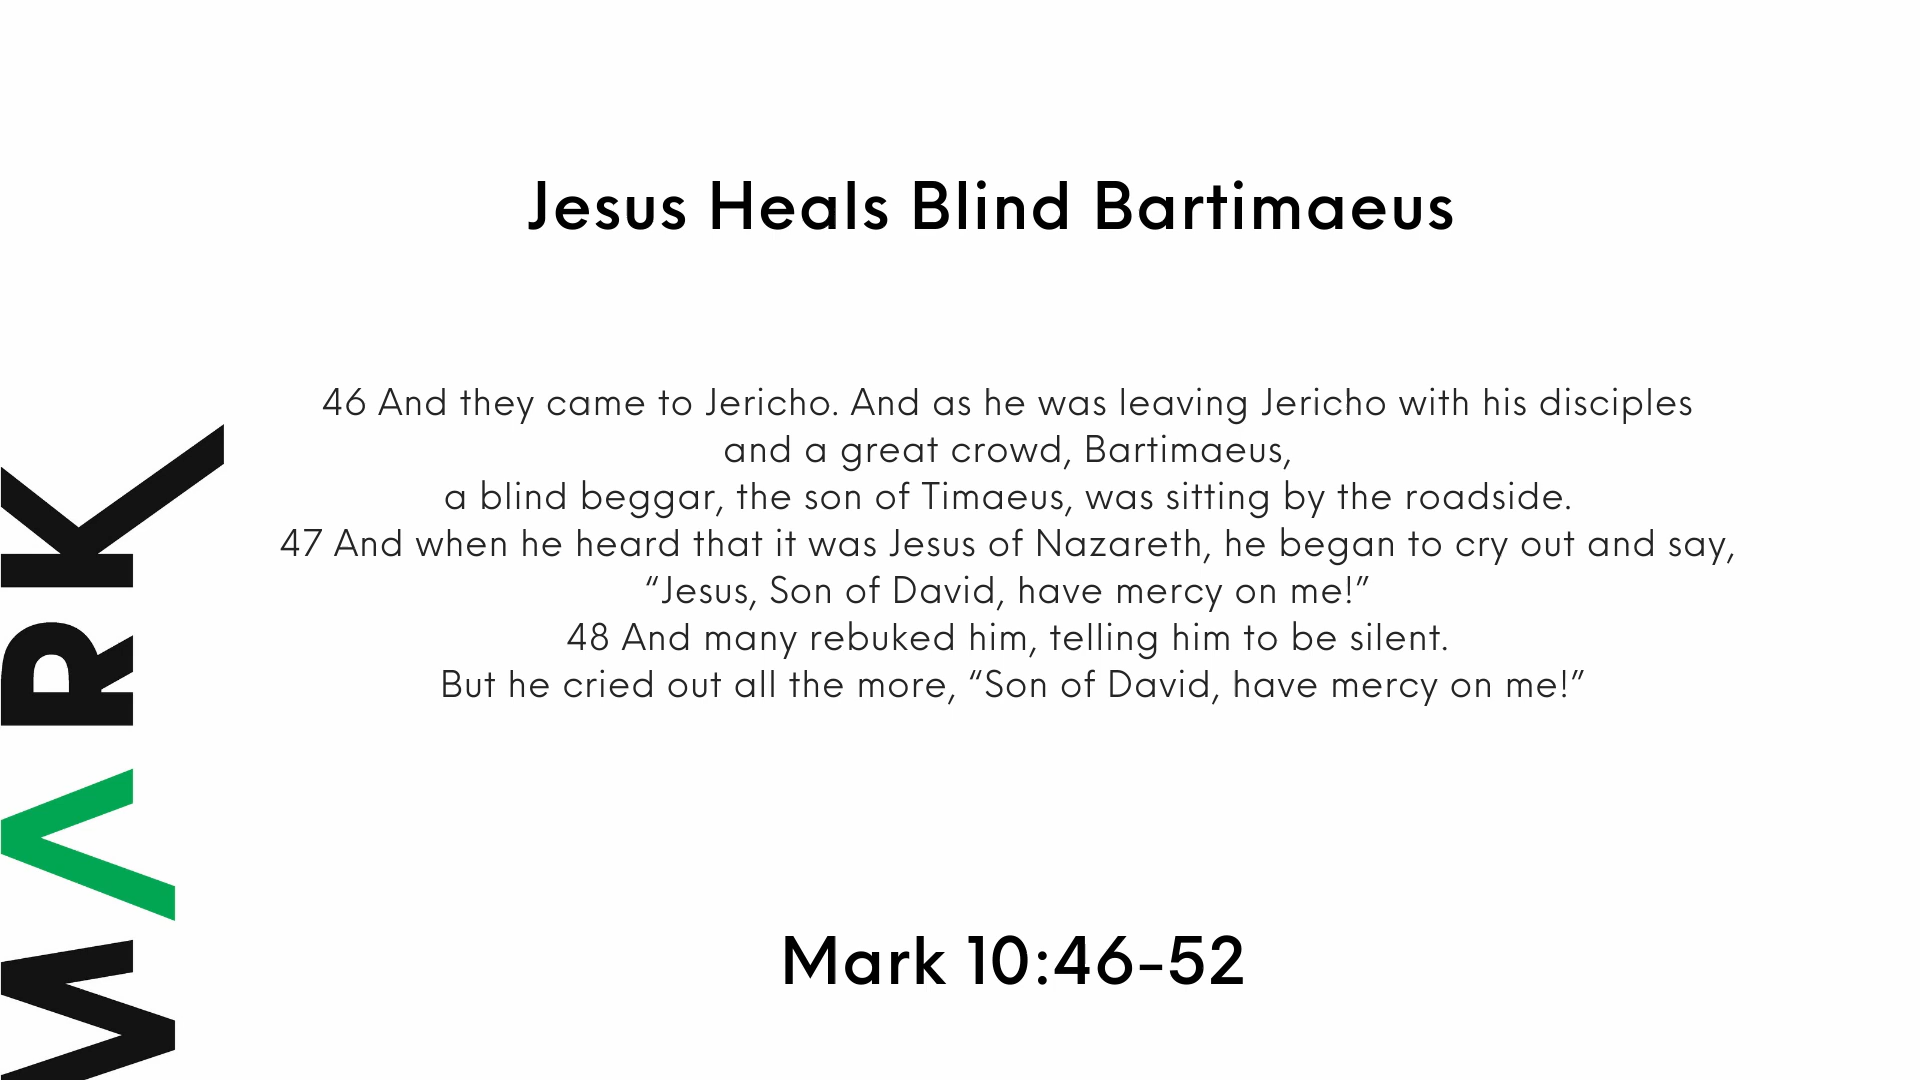 Jesus Heals Blind Bartimaeus
46 And they came to Jericho. And as he was leaving Jericho with his disciples
and a great crowd, Bartimaeus,
a blind beggar, the son of Timaeus, was sitting by the roadside.
47 And when he heard that it was Jesus of Nazareth, he began to cry out and say,
“Jesus, Son of David, have mercy on me!”
48 And many rebuked him, telling him to be silent.
But he cried out all the more, “Son of David, have mercy on me!”
Mark 10:46-52
MARK